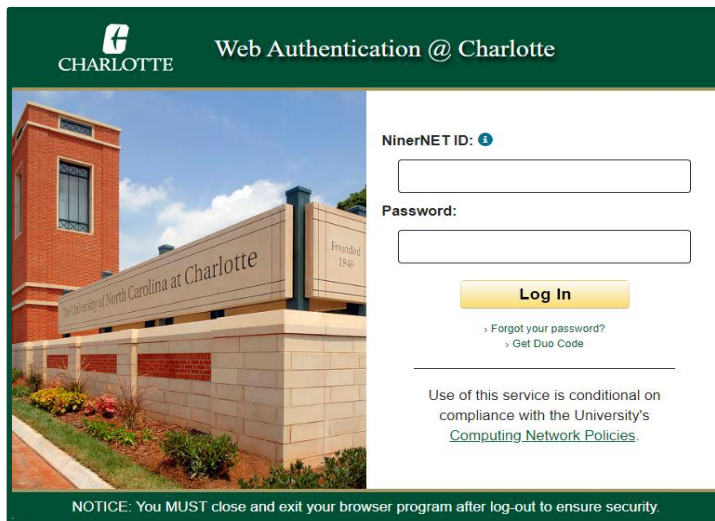 CHARLOTTE
Web Authentication @ Charlotte
NinerNET ID:
The University of North Carolina at Charlotte
Founded
1946
Password:
Log In
› Forgot your password?
› Get Duo Code
Use of this service is conditional on
compliance with the University's
Computing Network Policies.
NOTICE: You MUST close and exit your browser program after log-out to ensure security.